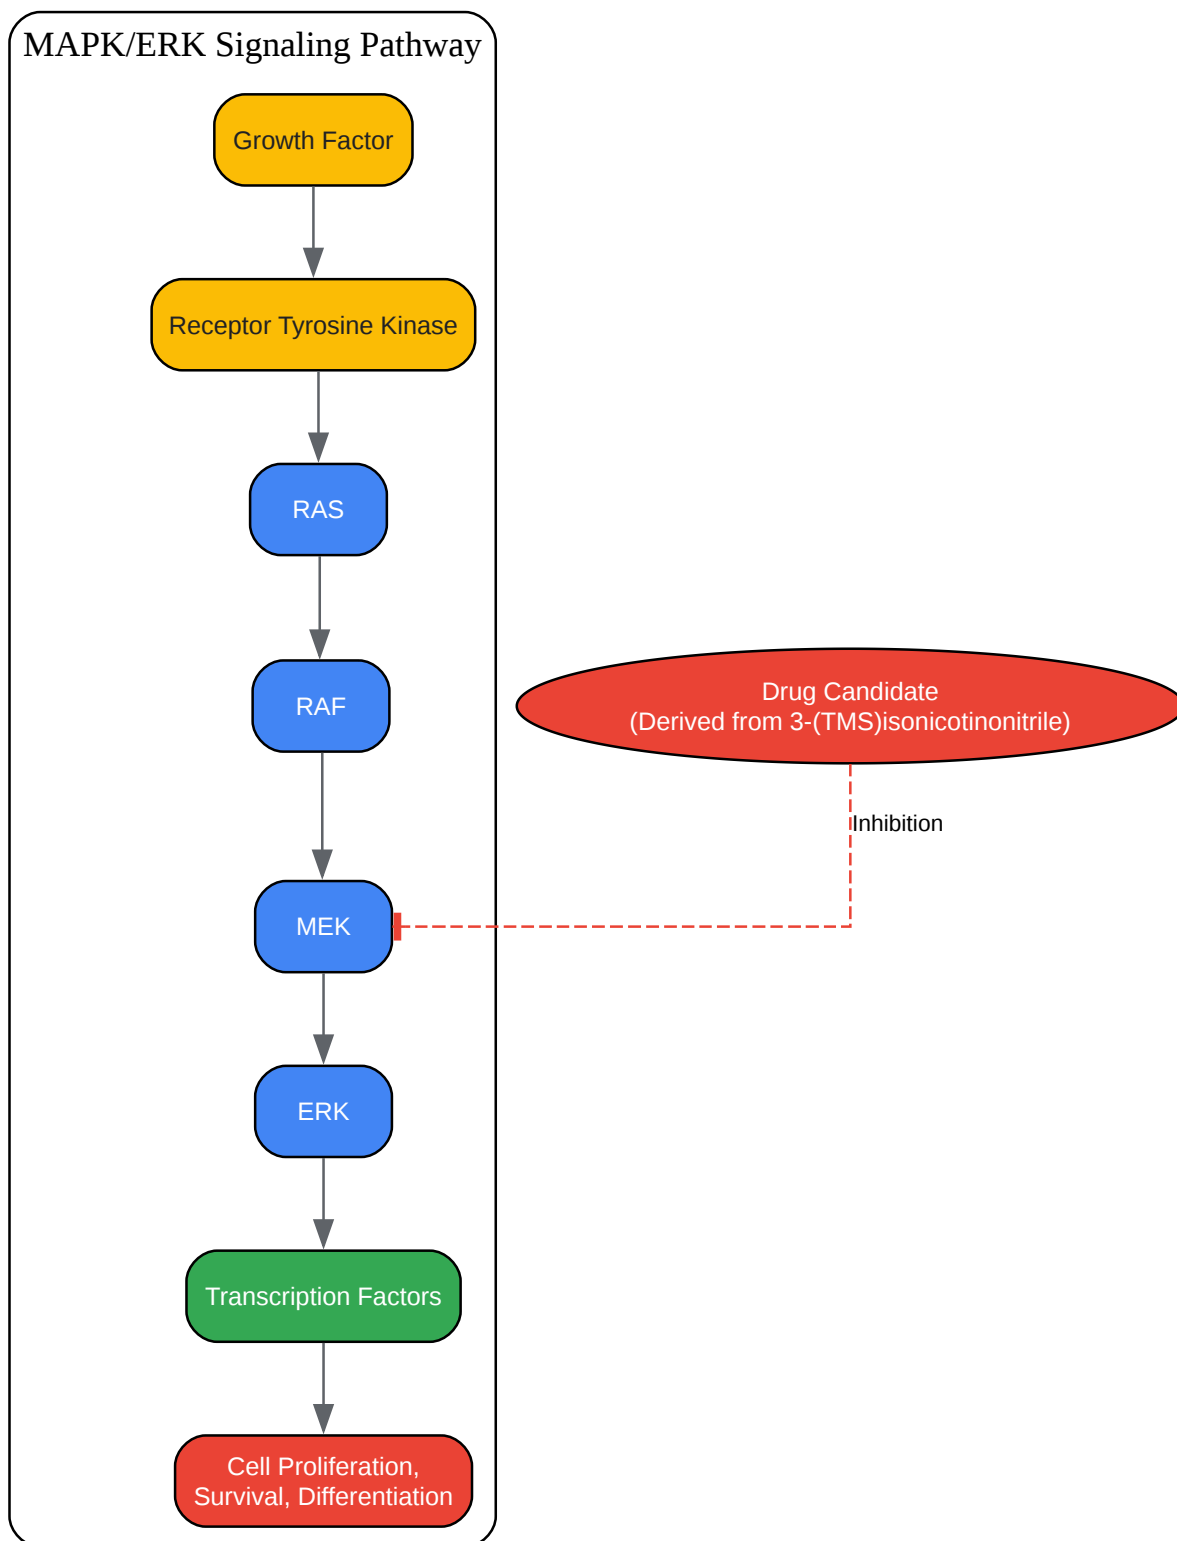 MAPK/ERK Signaling Pathway
Growth Factor
Receptor Tyrosine Kinase
RAS
RAF
Drug Candidate
(Derived from 3-(TMS)isonicotinonitrile)
Inhibition
MEK
ERK
Transcription Factors
Cell Proliferation,
Survival, Differentiation